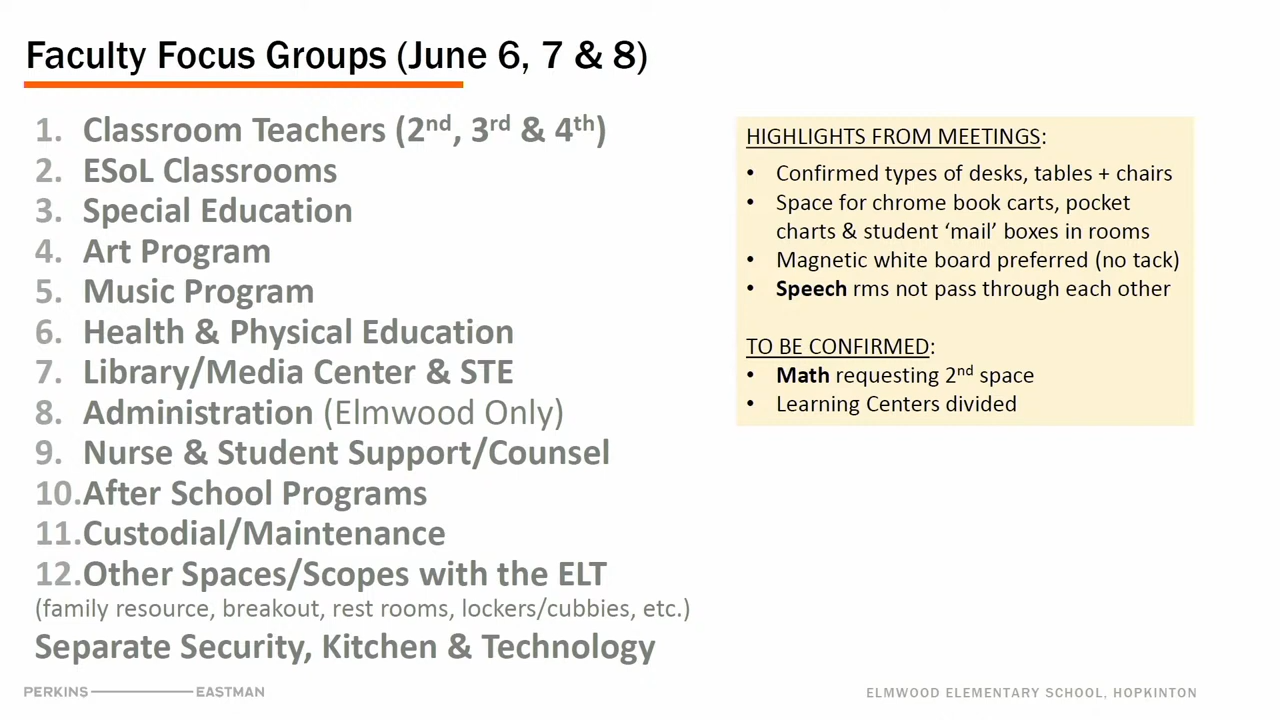 Faculty Focus Groups (June 6, 7 & 8)
1. Classroom Teachers (2nd, 3rd & 4th)
2. ESoL Classrooms
3. Special Education
4. Art Program
5. Music Program
6. Health & Physical Education
7. Library/Media Center & STE
8. Administration (Elmwood Only)
9. Nurse & Student Support/Counsel
10. After School Programs
11. Custodial/Maintenance
12. Other Spaces/Scopes with the ELT
(family resource, breakout, rest rooms, lockers/cubbies, etc.)
Separate Security, Kitchen & Technology
HIGHLIGHTS FROM MEETINGS:
• Confirmed types of desks, tables + chairs
• Space for chrome book carts, pocket
charts & student ‘mail’ boxes in rooms
• Magnetic white board preferred (no tack)
• Speech rms not pass through each other
TO BE CONFIRMED:
• Math requesting 2nd space
• Learning Centers divided
PERKINS EASTMAN
ELMWOOD ELEMENTARY SCHOOL, HOPKINTON